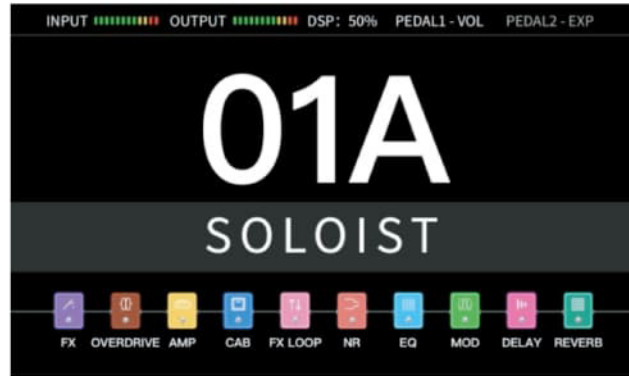 INPUT OUTPUT DSP: 50% PEDAL1 - VOL PEDAL2 - EXP
01A
SOLOIST
FX OVERDRIVE AMP CAB FX LOOP NR EQ MOD DELAY REVERB